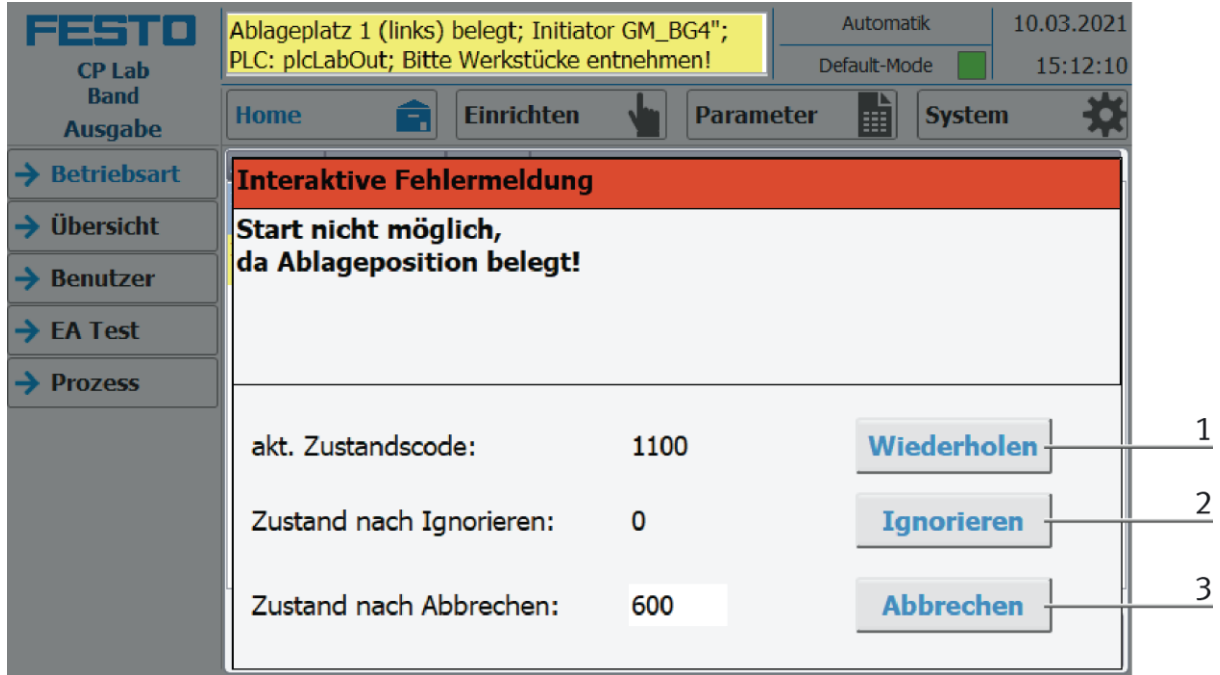 FESTO
CP Lab
Band
Ausgabe
Ablageplatz 1 (links) belegt; Initiator GM_BG4";
PLC: plcLabOut; Bitte Werkstücke entnehmen!
Automatik
Default-Mode
10.03.2021
15:12:10
Home
Einrichten
Parameter
System
Betriebsart
Übersicht
Benutzer
EA Test
Prozess
Interaktive Fehlermeldung
Start nicht möglich,
da Ablageposition belegt!
akt. Zustandscode: 1100 Wiederholen 1
Zustand nach Ignorieren: 0 Ignorieren 2
Zustand nach Abbrechen: 600 Abbrechen 3